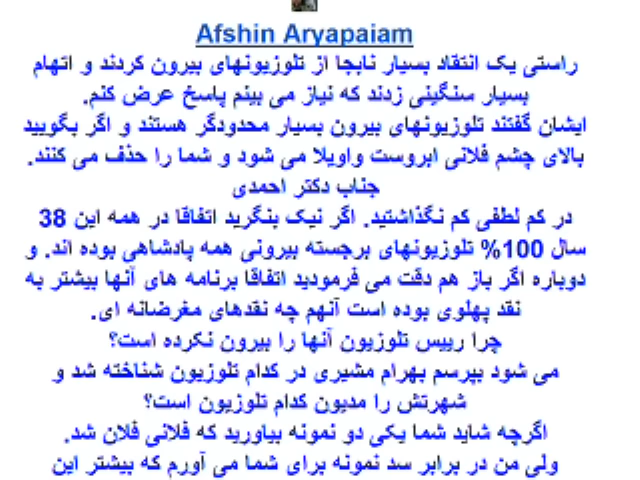 Afshin Aryapaiam
راستی یک انتقاد بسیار نابجا از تلوزیونهای بیرون کردند و اتهام
بسیار سنگینی زدند که نیاز می بینم پاسخ عرض کنم.
ایشان گفتند تلوزیونهای بیرون بسیار محدودگر هستند و اگر بگویید
بالای چشم فلانی ابروست واویلا می شود و شما را حذف می کنند.
جناب دکتر احمدی
در کم لطفی کم نگذاشتید. اگر نیک بنگرید اتفاقا در همه این 38
سال 100% تلوزیونهای برجسته بیرونی همه پادشاهی بوده اند. و
دوباره اگر باز هم دقت می فرمودید اتفاقا برنامه های آنها بیشتر به
نقد پهلوی بوده است آنهم چه نقدهای مغرضانه ای.
چرا رییس تلوزیون آنها را بیرون نکرده است؟
می شود بپرسم بهرام مشیری در کدام تلوزیون شناخته شد و
شهرتش را مدیون کدام تلوزیون است؟
اگرچه شاید شما یکی دو نمونه بیاورید که فلانی فلان شد.
ولی من در برابر سد نمونه برای شما می آورم که بیشتر این